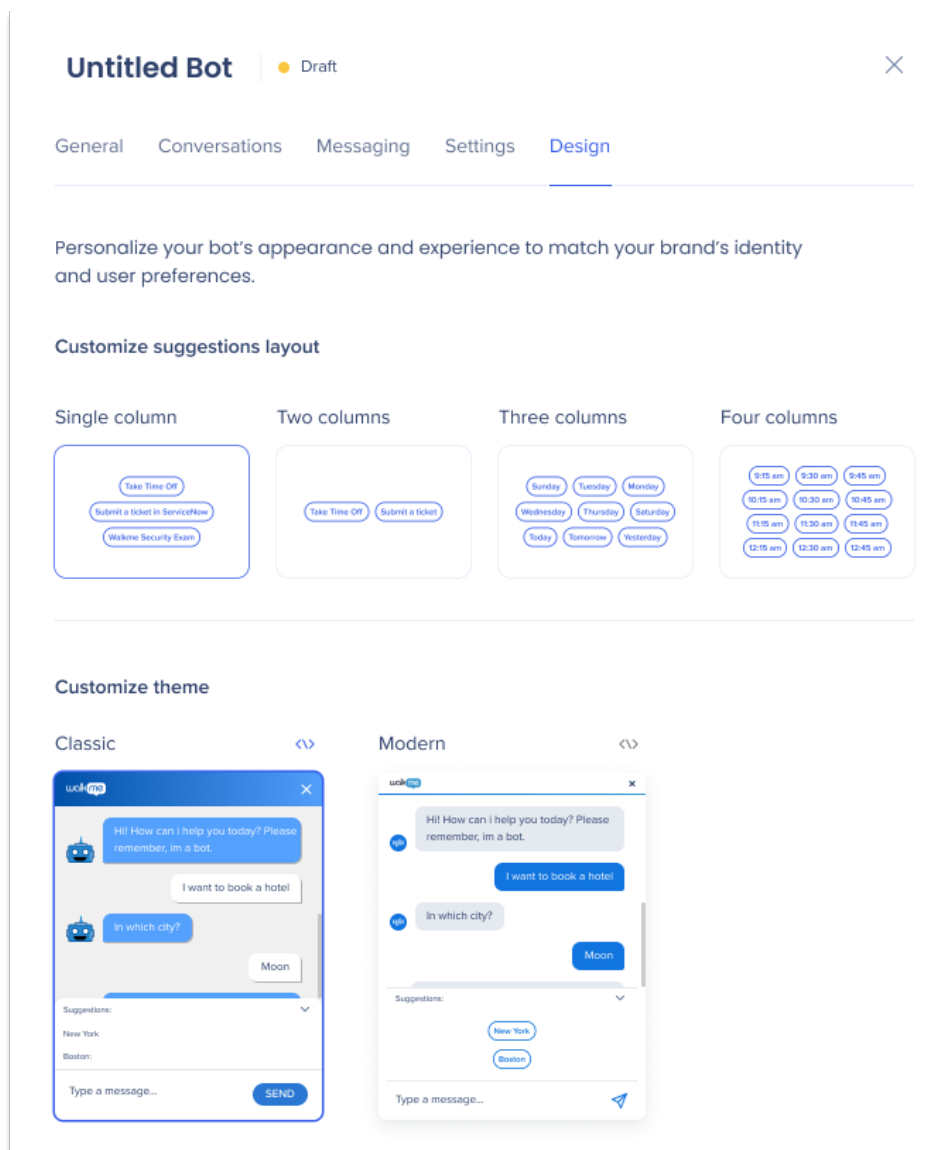 Untitled Bot
Draft
General Conversations Messaging Settings Design
Personalize your bot's appearance and experience to match your brand's identity
and user preferences.
Customize suggestions layout
Single column
Take Time Off
Submit a ticket in ServiceNow
Walkme Security Exam
Two columns
Take Time Off Submit a ticket
Three columns
Sunday Tuesday Monday
Wednesday Thursday Saturday
Today Tomorrow Yesterday
Four columns
9:15 am 9:30 am 9:45 am
10:15 am 10:30 am 10:45 am
11:15 am 11:30 am 11:45 am
12:15 am 12:30 am 12:45 am
Customize theme
Classic
walkme
Hi! How can i help you today? Please
remember, im a bot.
I want to book a hotel
In which city?
Moon
Suggestions:
New York
Boston:
Type a message...
SEND
Modern
walkme
Hi! How can i help you today? Please
remember, im a bot.
I want to book a hotel
In which city?
Moon
Suggestions:
New York
Boston
Type a message...